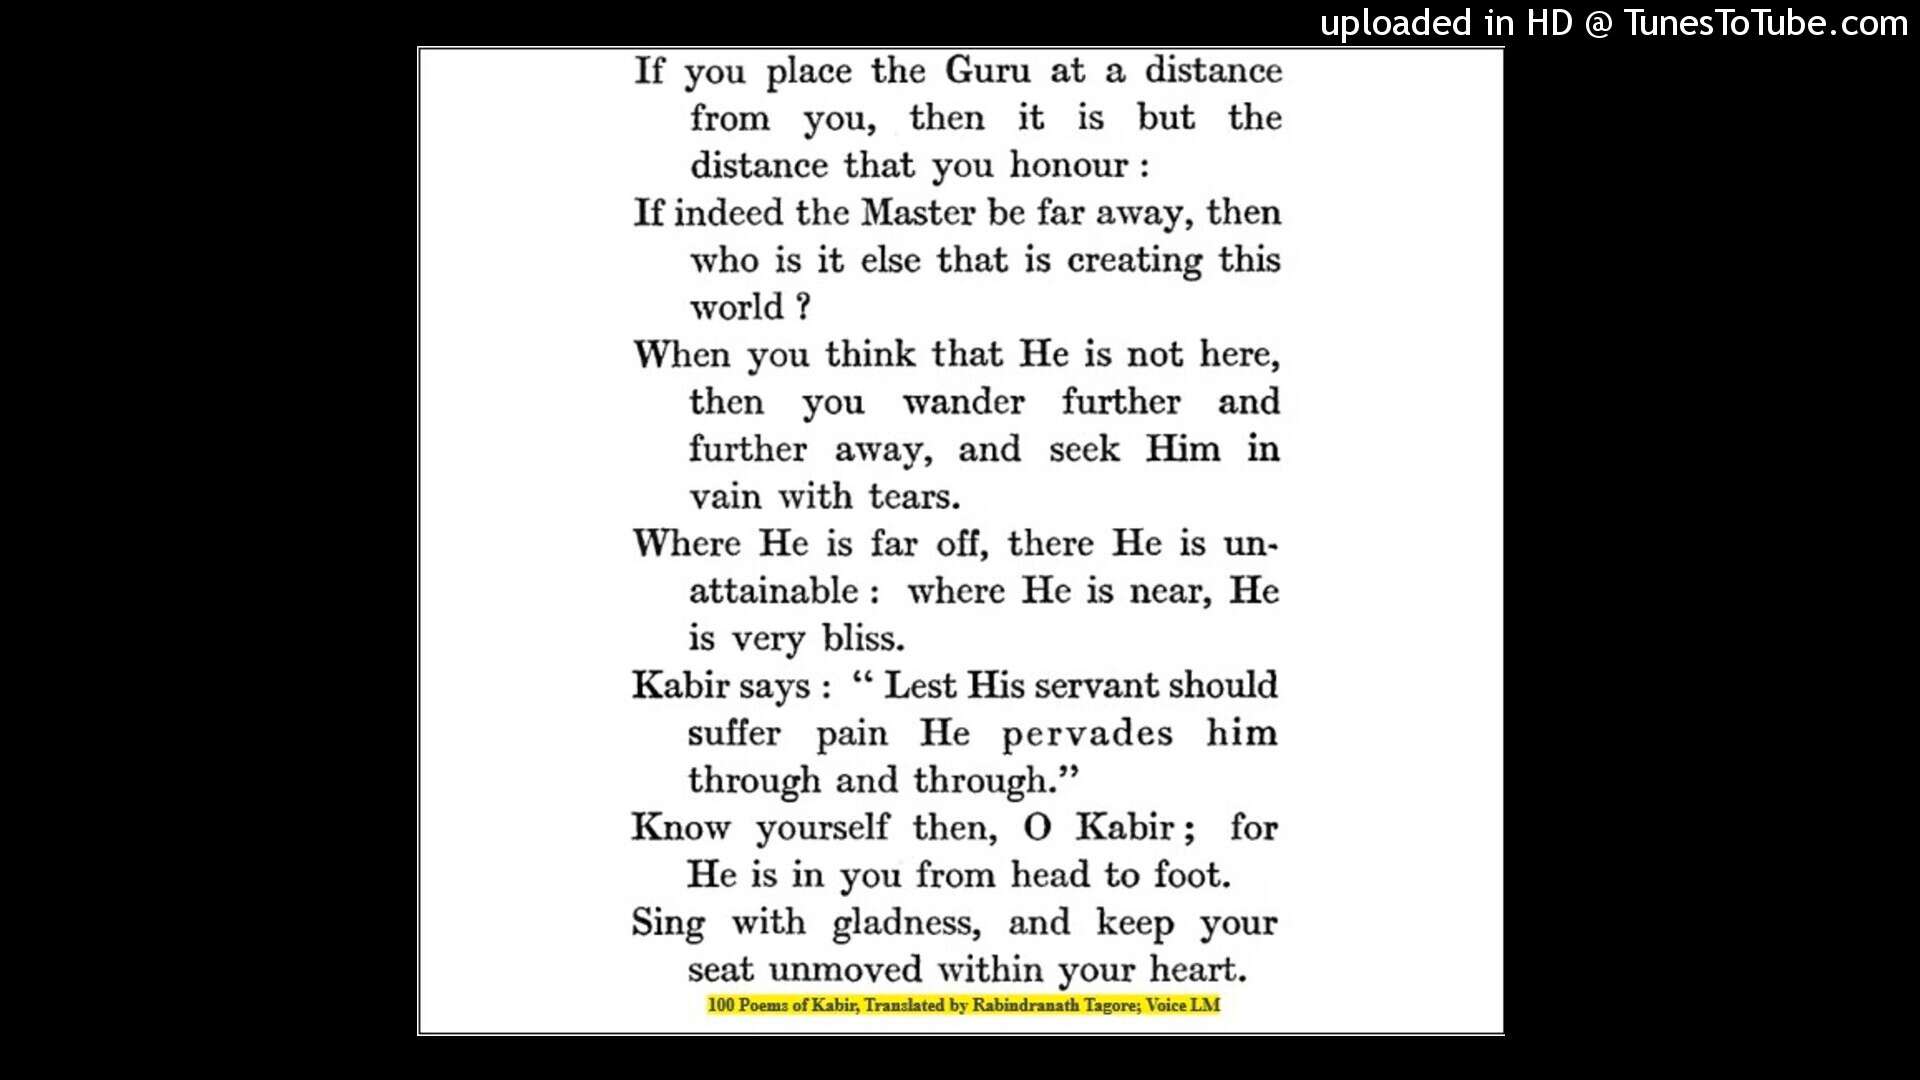 uploaded in HD @ TunesToTube.com
If you place the Guru at a distance
from you, then it is but the
distance that you honour :
If indeed the Master be far away, then
who is it else that is creating this
world ?
When you think that He is not here,
then you wander further and
further away, and seek Him in
vain with tears.
Where He is far off, there He is un-
attainable : where He is near, He
is very bliss.
Kabir says : “ Lest His servant should
suffer pain He pervades him
through and through.”
Know yourself then, O Kabir ; for
He is in you from head to foot.
Sing with gladness, and keep your
seat unmoved within your heart.
100 Poems of Kabir, Translated by Rabindranath Tagore; Voice LM